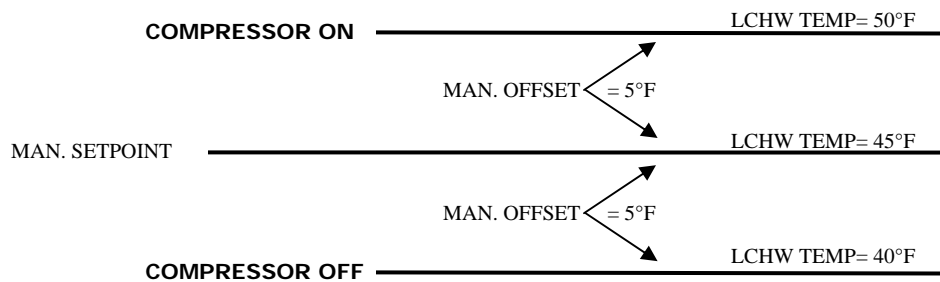 LCHW TEMP= 50°F
COMPRESSOR ON
MAN. OFFSET = 5°F
MAN. SETPOINT LCHW TEMP= 45°F
MAN. OFFSET = 5°F
LCHW TEMP= 40°F
COMPRESSOR OFF